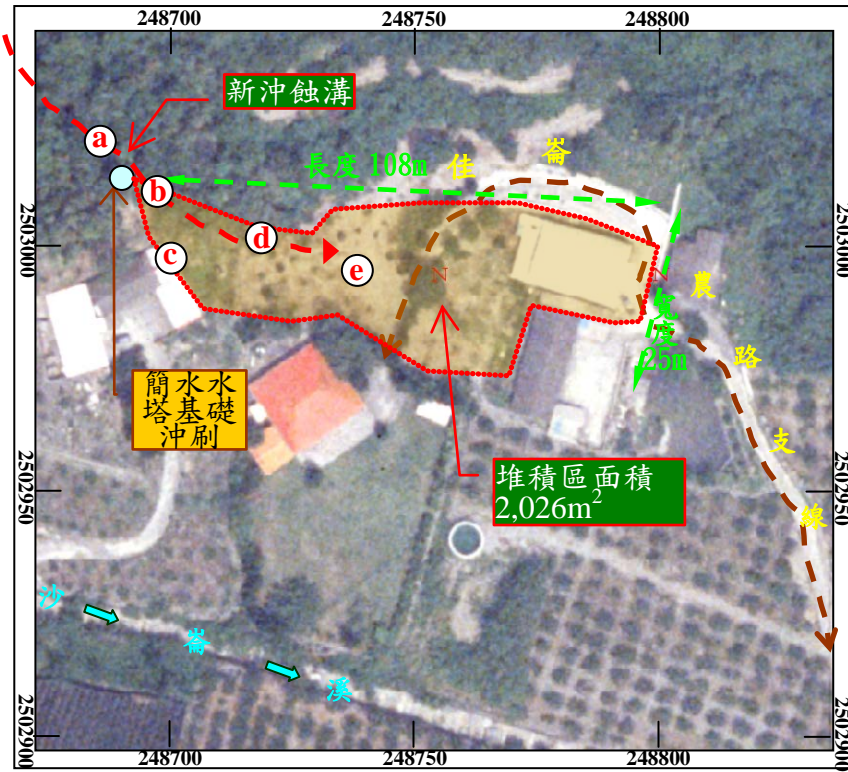 248700
248750
248800
新沖蝕溝
a
長度 108m
佳
崙
b
d
c
e
2503000
2503000
N
N
農
寬度
25m
路
簡水水
塔基礎
沖刷
支
堆積區面積
2,026m²
線
2502950
2502950
沙
崙
溪
2502900
2502900
248700
248750
248800